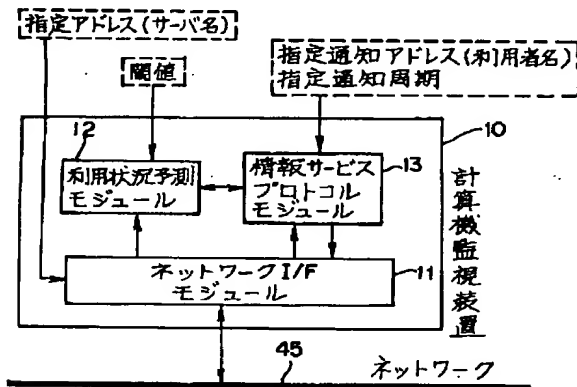 指定アドレス(サーバ名)
閾値
指定通知アドレス(利用者名)
指定通知周期
10
12
利用状況予測
モジュール
13
情報サービス
プロトコル
モジュール
計算機監視装置
ネットワークI/F
モジュール
11
45
ネットワーク